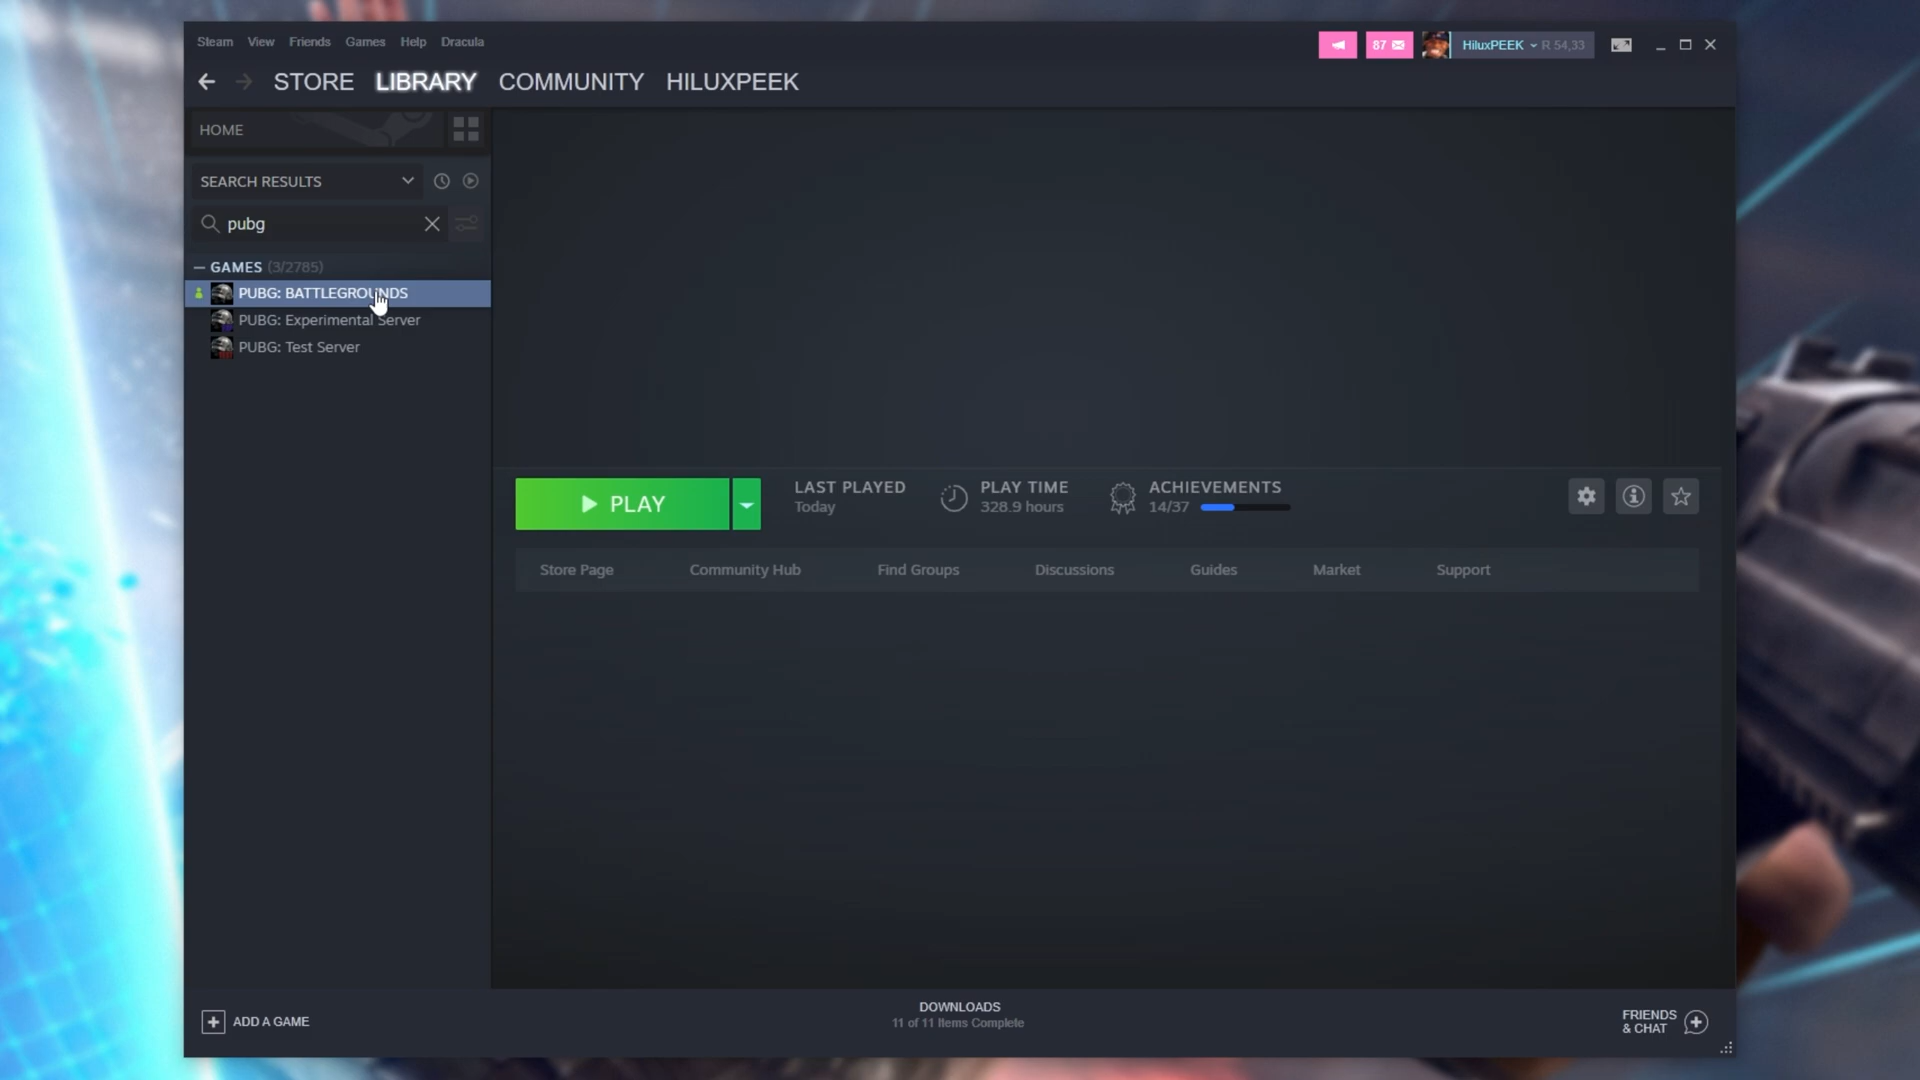 Steam View Friends Games Help Dracula
87 HiluxPEEK R 54,33
STORE LIBRARY COMMUNITY HILUXPEEK
HOME
SEARCH RESULTS
pubg
GAMES (3/2785)
PUBG: BATTLEGROUNDS
PUBG: Experimental Server
PUBG: Test Server
PLAY
LAST PLAYED
Today
PLAY TIME
328.9 hours
ACHIEVEMENTS
14/37
Store Page Community Hub Find Groups Discussions Guides Market Support
ADD A GAME
DOWNLOADS
11 of 11 Items Complete
FRIENDS
& CHAT